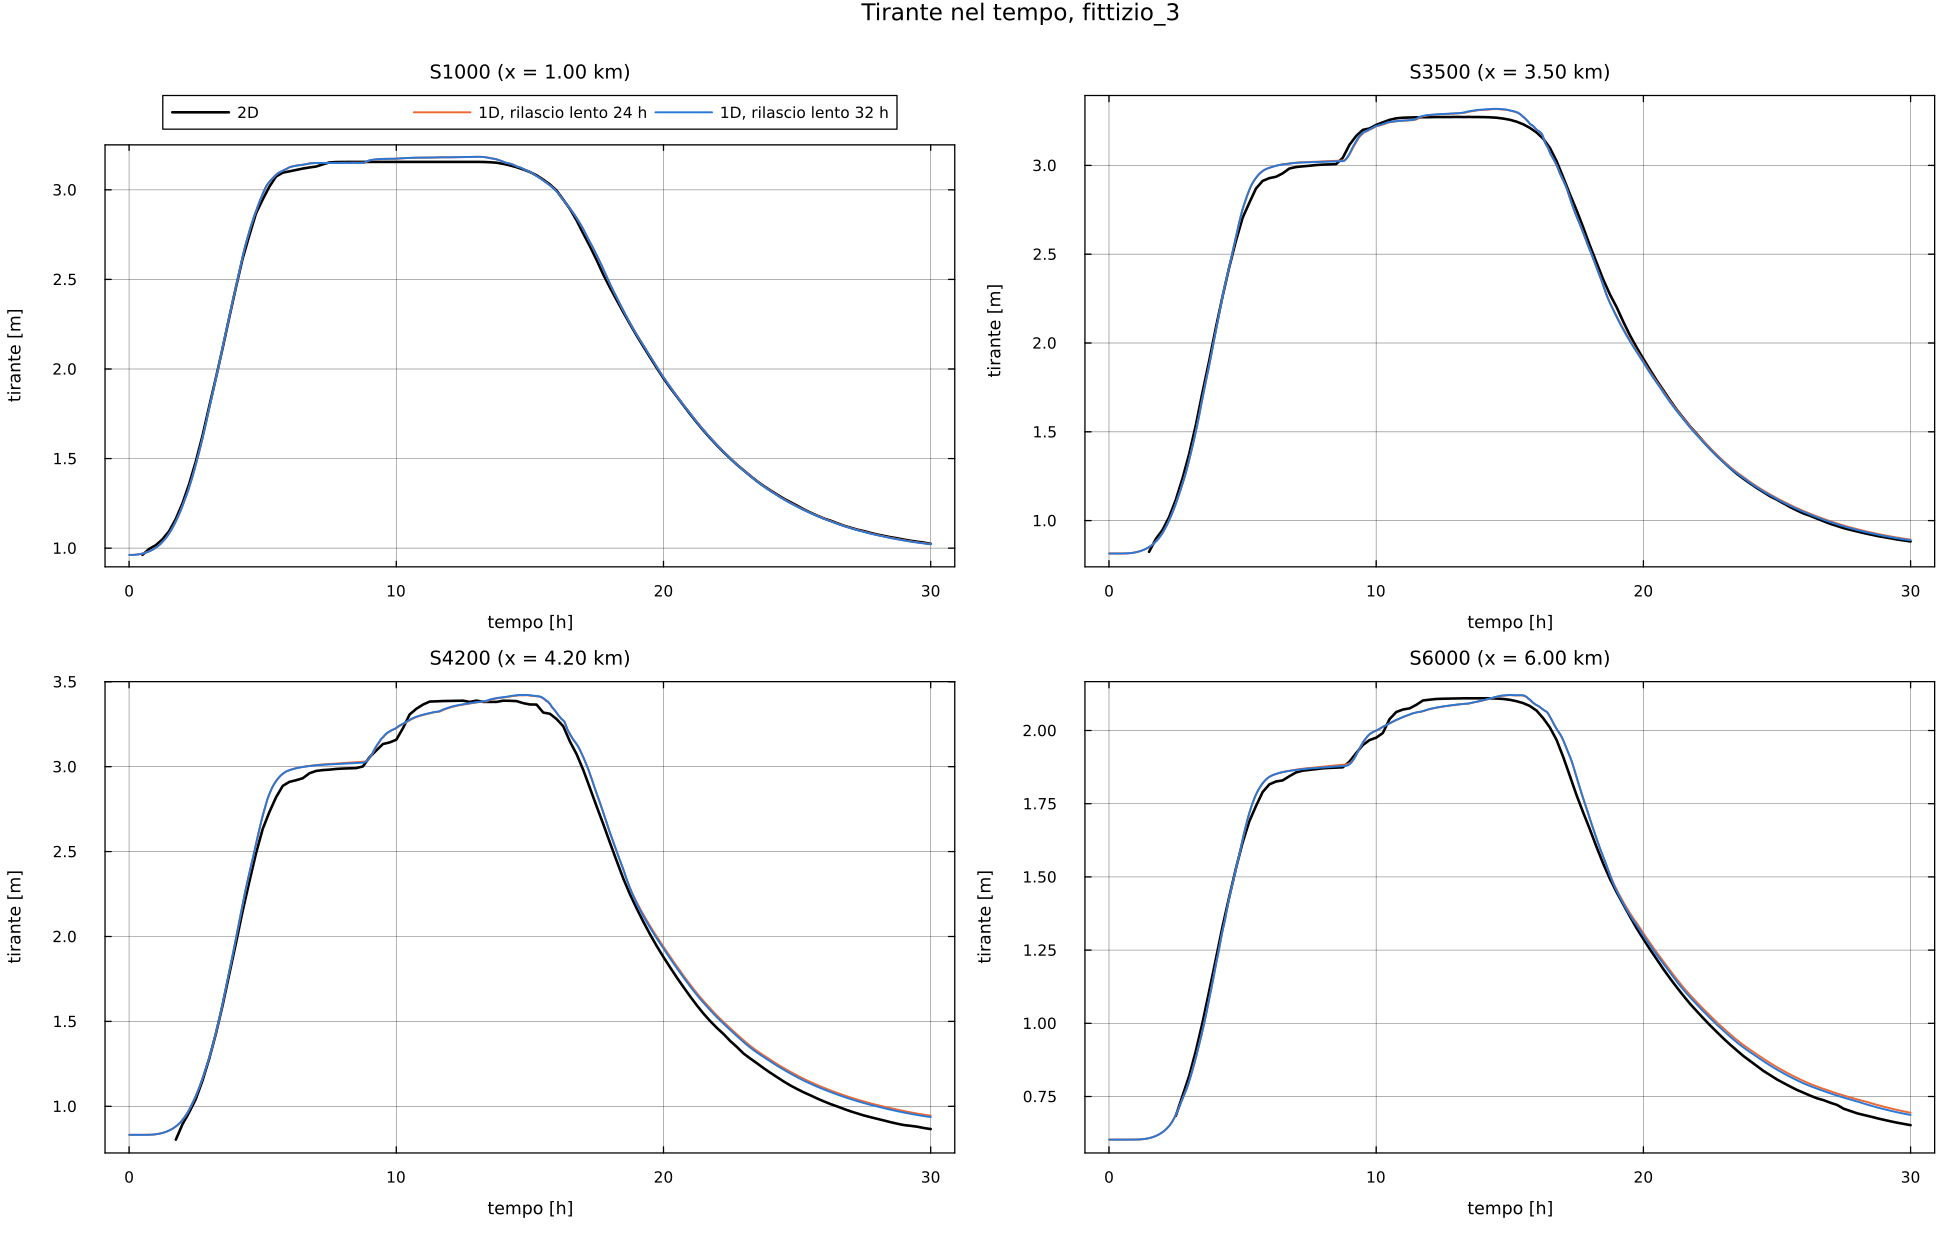 Tirante nel tempo, fittizio_3
S1000 (x = 1.00 km)
2D
1D, rilascio lento 24 h
1D, rilascio lento 32 h
3.0
2.5
2.0
1.5
1.0
0 10 20 30
tirante [m]
tempo [h]
S3500 (x = 3.50 km)
3.0
2.5
2.0
1.5
1.0
0 10 20 30
tirante [m]
tempo [h]
S4200 (x = 4.20 km)
3.5
3.0
2.5
2.0
1.5
1.0
0 10 20 30
tirante [m]
tempo [h]
S6000 (x = 6.00 km)
2.00
1.75
1.50
1.25
1.00
0.75
0 10 20 30
tirante [m]
tempo [h]